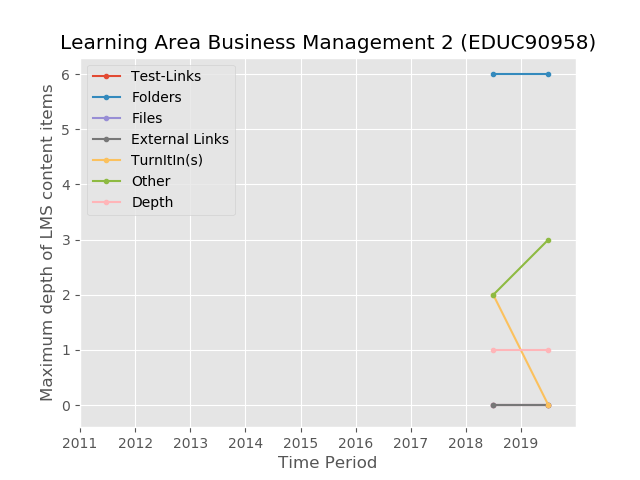 Learning Area Business Management 2 (EDUC90958)
Maximum depth of LMS content items
6
5
4
3
2
1
0
Test-Links
Folders
Files
External Links
TurnItIn(s)
Other
Depth
2011 2012 2013 2014 2015 2016 2017 2018 2019
Time Period